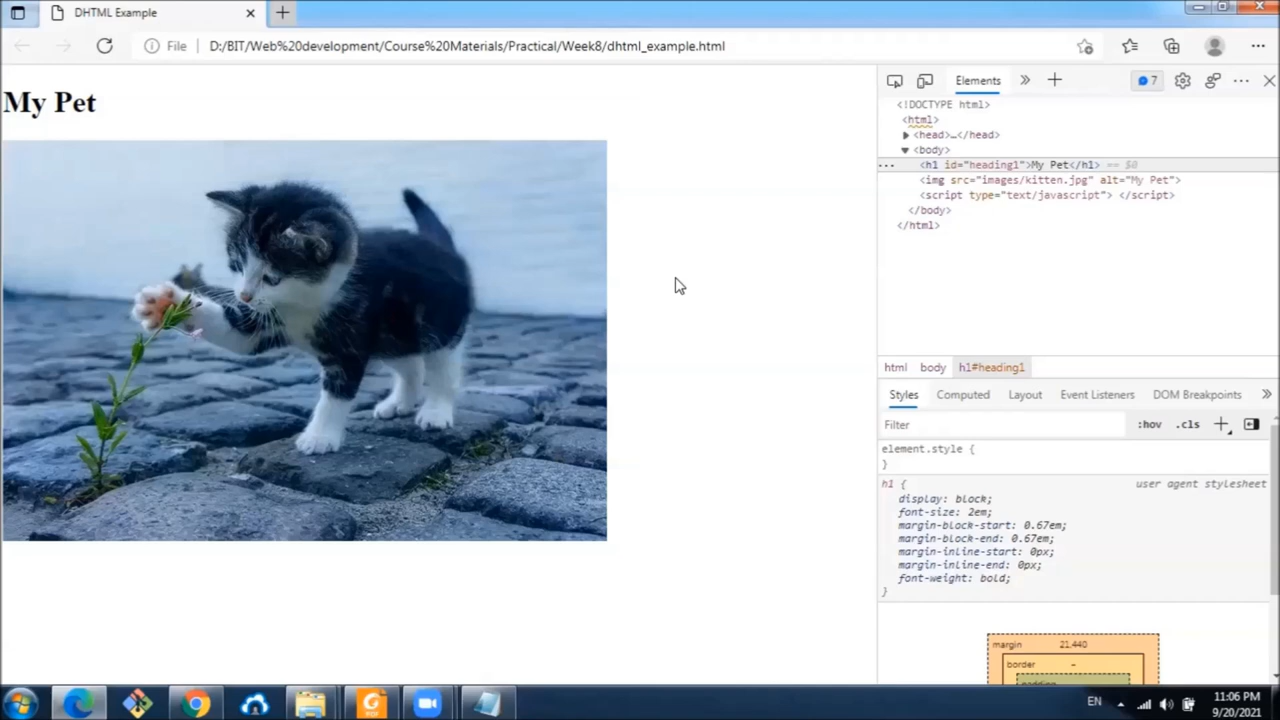 DHTML Example
File D:/BIT/Web%20development/Course%20Materials/Practical/Week8/dhtml_example.html
My Pet
Elements
7
<!DOCTYPE html>
<html>
<head>…</head>
<body>
<h1 id="heading1">My Pet</h1> == $0
<img src="images/kitten.jpg" alt="My Pet">
<script type="text/javascript"> </script>
</body>
</html>
html body h1#heading1
Styles Computed Layout Event Listeners DOM Breakpoints
Filter :hov .cls
element.style {
}
h1 { user agent stylesheet
display: block;
font-size: 2em;
margin-block-start: 0.67em;
margin-block-end: 0.67em;
margin-inline-start: 0px;
margin-inline-end: 0px;
font-weight: bold;
}
margin 21.440
border -
EN 11:06 PM
9/20/2021